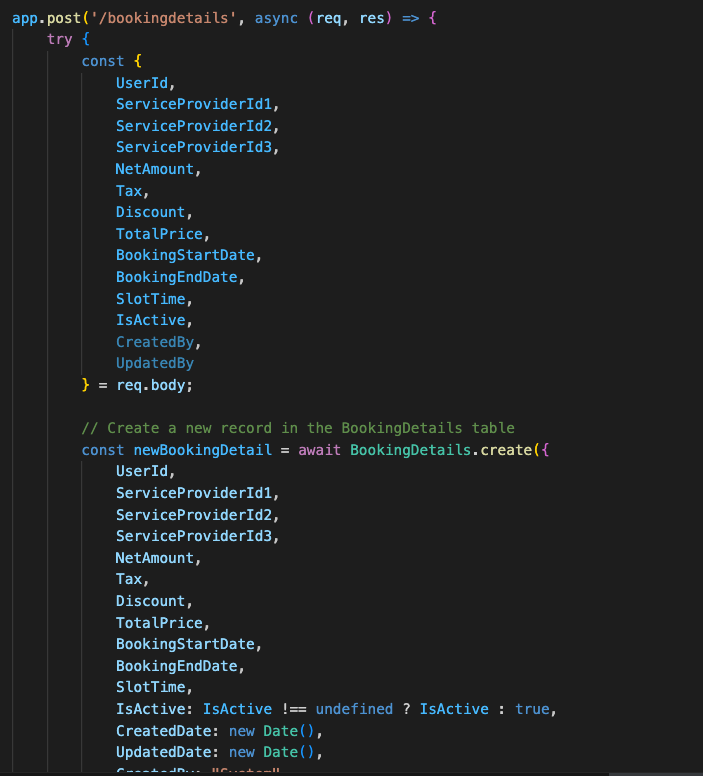 app.post('/bookingdetails', async (req, res) => {
    try {
        const {
            UserId,
            ServiceProviderId1,
            ServiceProviderId2,
            ServiceProviderId3,
            NetAmount,
            Tax,
            Discount,
            TotalPrice,
            BookingStartDate,
            BookingEndDate,
            SlotTime,
            IsActive,
            CreatedBy,
            UpdatedBy
        } = req.body;

        // Create a new record in the BookingDetails table
        const newBookingDetail = await BookingDetails.create({
            UserId,
            ServiceProviderId1,
            ServiceProviderId2,
            ServiceProviderId3,
            NetAmount,
            Tax,
            Discount,
            TotalPrice,
            BookingStartDate,
            BookingEndDate,
            SlotTime,
            IsActive: IsActive !== undefined ? IsActive : true,
            CreatedDate: new Date(),
            UpdatedDate: new Date(),
            CreatedBy: "System"